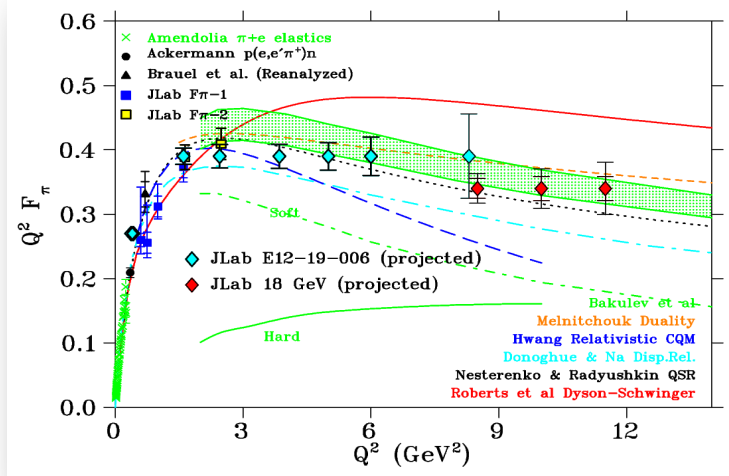 0.6
0.5
0.4
0.3
0.2
0.1
0.0
Q² Fπ
Amendolia π+e elastics
Ackermann p(e,e′π⁺)n
Brauel et al. (Reanalyzed)
JLab Fπ-1
JLab Fπ-2
Soft
JLab E12-19-006 (projected)
JLab 18 GeV (projected)
Hard
Bakulev et al
Melnitchouk Duality
Hwang Relativistic CQM
Donoghue & Na Disp.Rel.
Nesterenko & Radyushkin QSR
Roberts et al Dyson-Schwinger
0 3 6 9 12
Q² (GeV²)